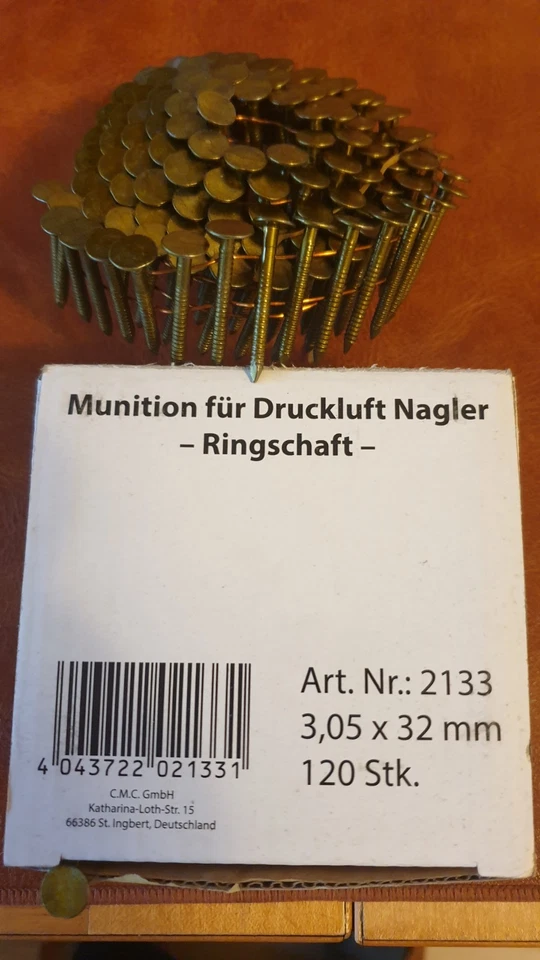 Munition für Druckluft Nagler
– Ringschaft –
Art. Nr.: 2133
3,05 x 32 mm
120 Stk.
4 043722 021331
C.M.C. GmbH
Katharina-Loth-Str. 15
66386 St. Ingbert, Deutschland